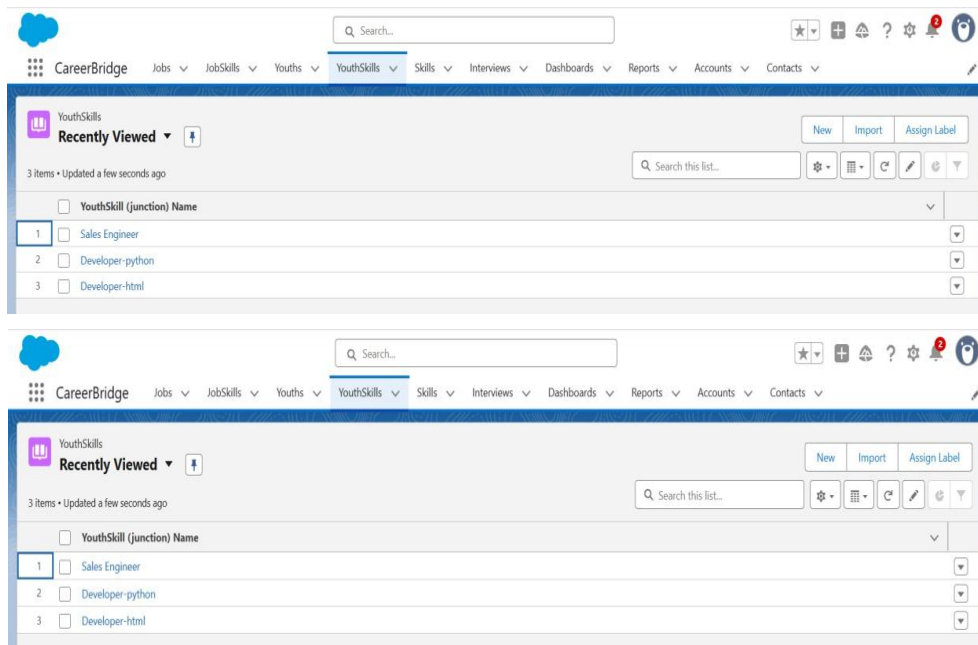 Search...
2
CareerBridge Jobs JobSkills Youths YouthSkills Skills Interviews Dashboards Reports Accounts Contacts
YouthSkills
Recently Viewed
New Import Assign Label
3 items • Updated a few seconds ago
Search this list...
YouthSkill (junction) Name
1 Sales Engineer
2 Developer-python
3 Developer-html
Search...
2
CareerBridge Jobs JobSkills Youths YouthSkills Skills Interviews Dashboards Reports Accounts Contacts
YouthSkills
Recently Viewed
New Import Assign Label
3 items • Updated a few seconds ago
Search this list...
YouthSkill (junction) Name
1 Sales Engineer
2 Developer-python
3 Developer-html